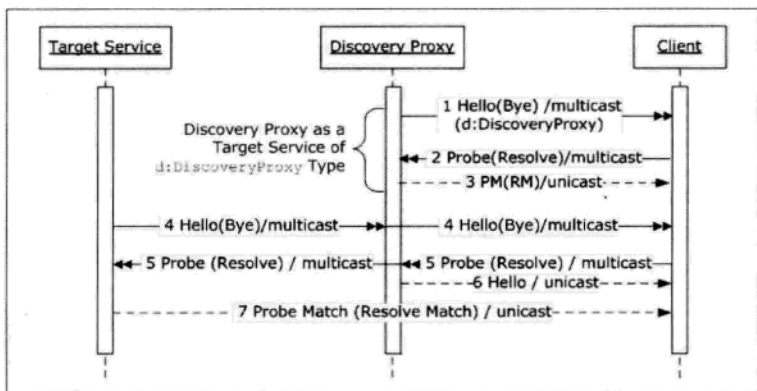 Target Service
Discovery Proxy
Client
1 Hello(Bye) /multicast
(d:DiscoveryProxy)
Discovery Proxy as a
Target Service of
d:DiscoveryProxy Type
2 Probe(Resolve)/multicast
3 PM(RM)/unicast
4 Hello(Bye)/multicast
4 Hello(Bye)/multicast
5 Probe (Resolve) / multicast
5 Probe (Resolve) / multicast
6 Hello / unicast
7 Probe Match (Resolve Match) / unicast